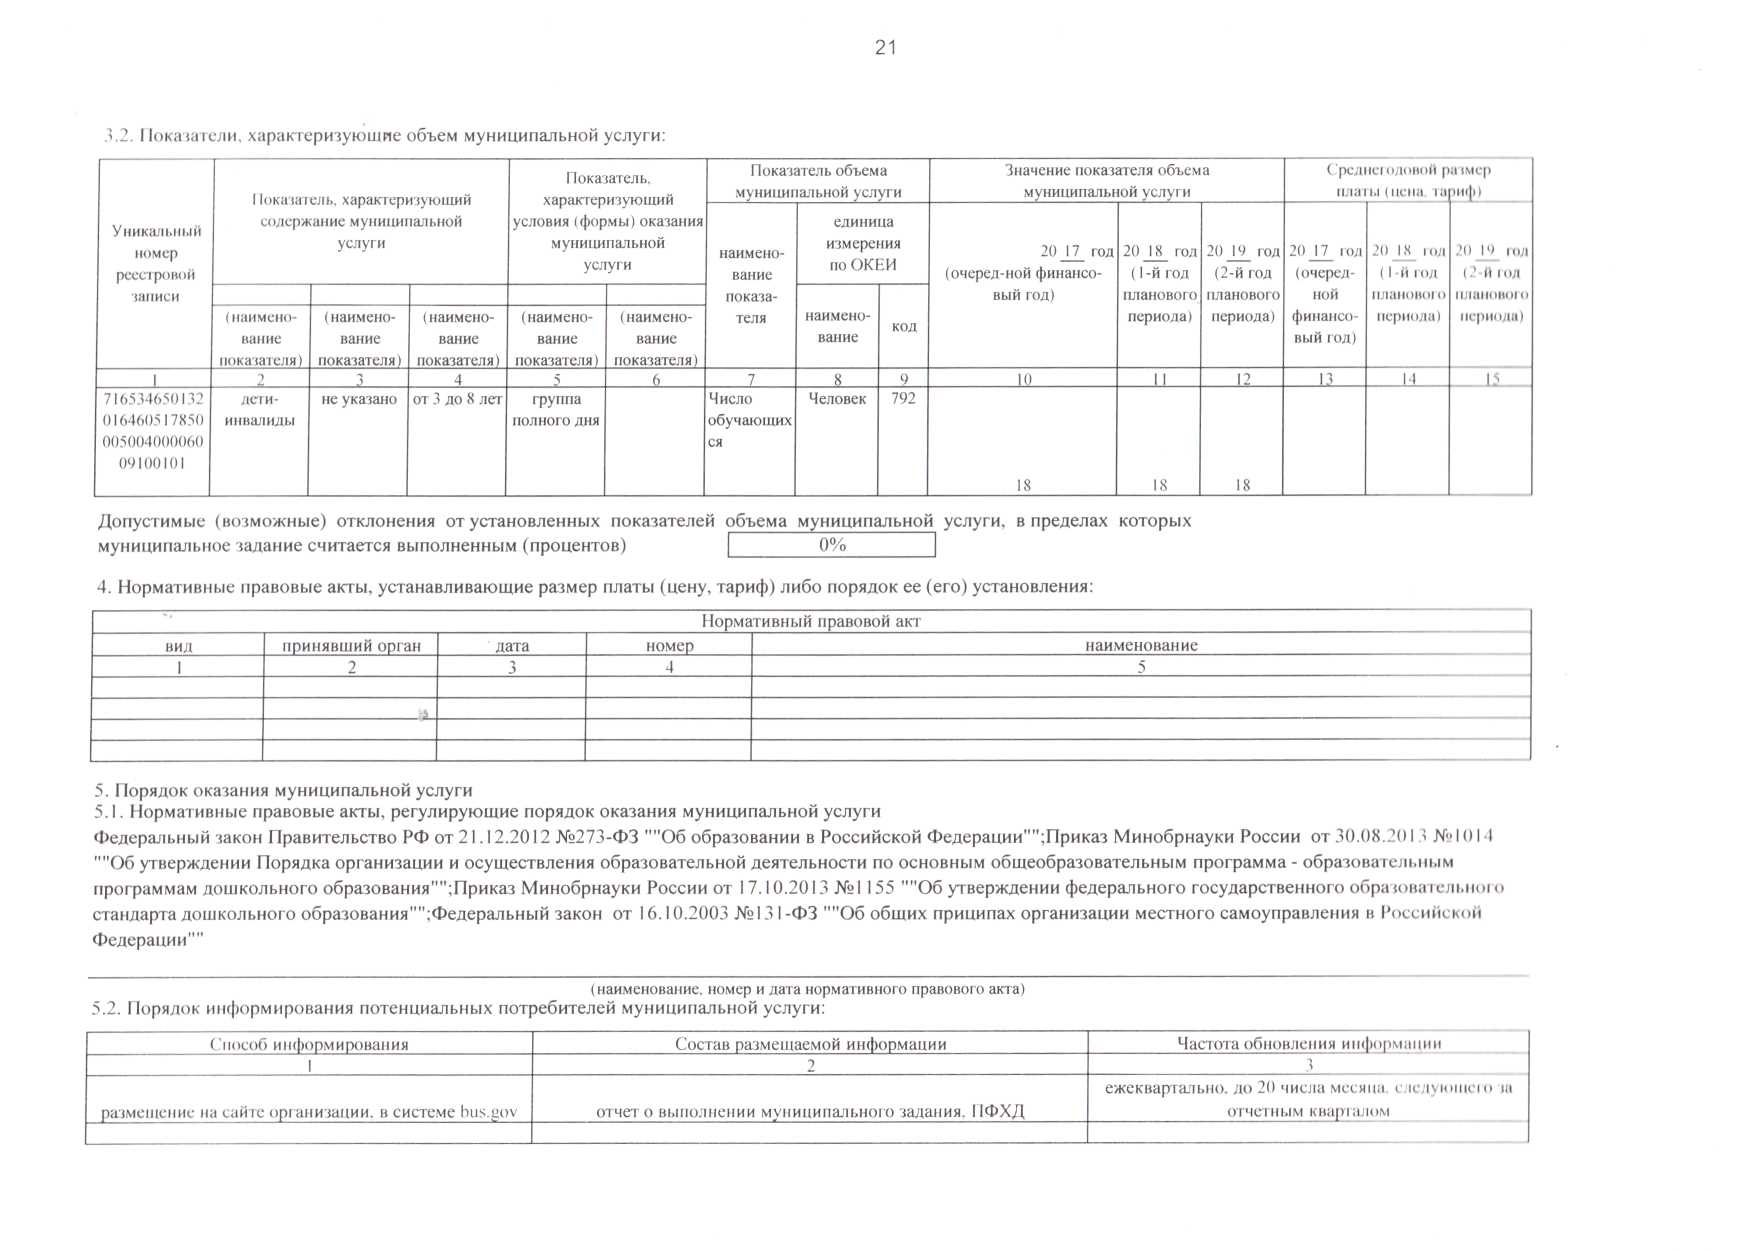 21
3.2. Показатели, характеризующие объем муниципальной услуги:
Уникальный
номер
реестровой
записи
Показатель, характеризующий
содержание муниципальной
услуги
Показатель,
характеризующий
условия (формы) оказания
муниципальной
услуги
Показатель объема
муниципальной услуги
Значение показателя объема
муниципальной услуги
Среднегодовой размер
платы (цена, тариф)
наимено-
вание
показа-
теля
единица
измерения
по ОКЕИ
20 17 год
(очеред-ной финансо-
вый год)
20 18 год
(1-й год
планового
периода)
20 19 год
(2-й год
планового
периода)
20 17 год
(очеред-
ной
финансо-
вый год)
20 18 год
(1-й год
планового
периода)
20 19 год
(2-й год
планового
периода)
(наимено-
вание
показателя)
(наимено-
вание
показателя)
(наимено-
вание
показателя)
(наимено-
вание
показателя)
(наимено-
вание
показателя)
наимено-
вание
код
1 2 3 4 5 6 7 8 9 10 11 12 13 14 15
716534650132
016460517850
005004000060
09100101
дети-
инвалиды
не указано
от 3 до 8 лет
группа
полного дня
Число
обучающих
ся
Человек
792
18
18
18
Допустимые (возможные) отклонения от установленных показателей объема муниципальной услуги, в пределах которых
муниципальное задание считается выполненным (процентов) 0%
4. Нормативные правовые акты, устанавливающие размер платы (цену, тариф) либо порядок ее (его) установления:
Нормативный правовой акт
вид принявший орган дата номер наименование
1 2 3 4 5
5. Порядок оказания муниципальной услуги
5.1. Нормативные правовые акты, регулирующие порядок оказания муниципальной услуги
Федеральный закон Правительство РФ от 21.12.2012 №273-ФЗ ""Об образовании в Российской Федерации"";Приказ Минобрнауки России от 30.08.2013 №1014
""Об утверждении Порядка организации и осуществления образовательной деятельности по основным общеобразовательным программа - образовательным
программам дошкольного образования"";Приказ Минобрнауки России от 17.10.2013 №1155 ""Об утверждении федерального государственного образовательного
стандарта дошкольного образования"";Федеральный закон от 16.10.2003 №131-ФЗ ""Об общих приципах организации местного самоуправления в Российской
Федерации""
(наименование, номер и дата нормативного правового акта)
5.2. Порядок информирования потенциальных потребителей муниципальной услуги:
Способ информирования Состав размещаемой информации Частота обновления информации
1 2 3
размещение на сайте организации, в системе bus.gov
отчет о выполнении муниципального задания, ПФХД
ежеквартально, до 20 числа месяца, следующего за
отчетным кварталом